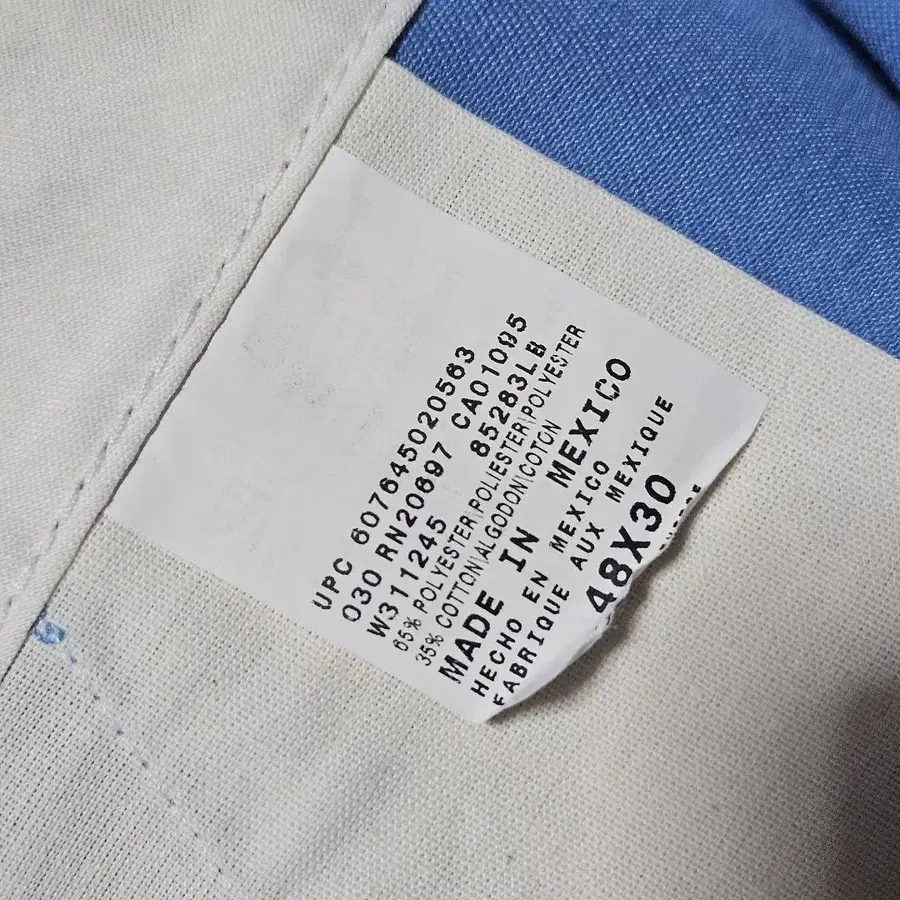 UPC 607645020563
030 RN20697 CA01095
W311245 85283LB
65% POLYESTER\POLIESTER\POLYESTER
35% COTTON\ALGODON\COTON
MADE IN MEXICO
HECHO EN MEXICO
FABRIQUE AUX MEXIQUE
48X30